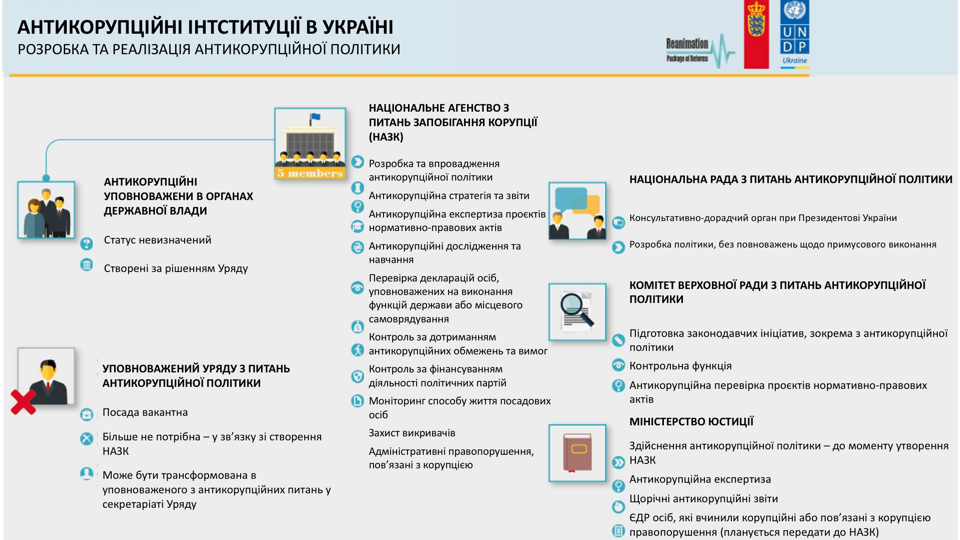 АНТИКОРУПЦІЙНІ ІНТСТИТУЦІЇ В УКРАЇНІ
РОЗРОБКА ТА РЕАЛІЗАЦІЯ АНТИКОРУПЦІЙНОЇ ПОЛІТИКИ
Reanimation
Package of Reforms
U N
D P
Ukraine
5 members
НАЦІОНАЛЬНЕ АГЕНСТВО З
ПИТАНЬ ЗАПОБІГАННЯ КОРУПЦІЇ
(НАЗК)
Розробка та впровадження
антикорупційної політики
Антикорупційна стратегія та звіти
Антикорупційна експертиза проєктів
нормативно-правових актів
Антикорупційні дослідження та
навчання
Перевірка декларацій осіб,
уповноважених на виконання
функцій держави або місцевого
самоврядування
Контроль за дотриманням
антикорупційних обмежень та вимог
Контроль за фінансуванням
діяльності політичних партій
Моніторинг способу життя посадових
осіб
Захист викривачів
Адміністративні правопорушення,
пов’язані з корупцією
АНТИКОРУПЦІЙНІ
УПОВНОВАЖЕНИ В ОРГАНАХ
ДЕРЖАВНОЇ ВЛАДИ
Статус невизначений
Створені за рішенням Уряду
УПОВНОВАЖЕНИЙ УРЯДУ З ПИТАНЬ
АНТИКОРУПЦІЙНОЇ ПОЛІТИКИ
Посада вакантна
Більше не потрібна – у зв’язку зі створення
НАЗК
Може бути трансформована в
уповноваженого з антикорупційних питань у
секретаріаті Уряду
НАЦІОНАЛЬНА РАДА З ПИТАНЬ АНТИКОРУПЦІЙНОЇ ПОЛІТИКИ
Консультативно-дорадчий орган при Президентові України
Розробка політики, без повноважень щодо примусового виконання
КОМІТЕТ ВЕРХОВНОЇ РАДИ З ПИТАНЬ АНТИКОРУПЦІЙНОЇ
ПОЛІТИКИ
Підготовка законодавчих ініціатив, зокрема з антикорупційної
політики
Контрольна функція
Антикорупційна перевірка проєктів нормативно-правових
актів
МІНІСТЕРСТВО ЮСТИЦІЇ
Здійснення антикорупційної політики – до моменту утворення
НАЗК
Антикорупційна експертиза
Щорічні антикорупційні звіти
ЄДР осіб, які вчинили корупційні або пов’язані з корупцією
правопорушення (планується передати до НАЗК)